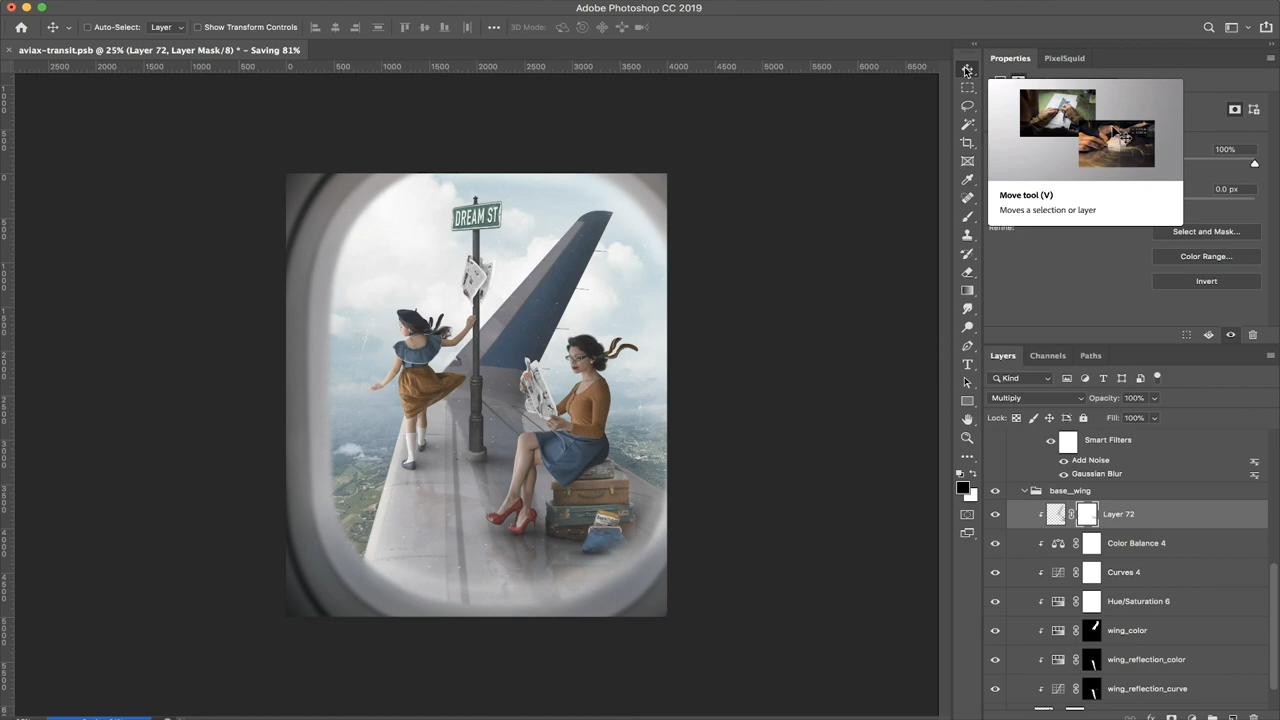 Adobe Photoshop CC 2019
Auto-Select: Layer Show Transform Controls 3D Mode:
aviax-transit.psb @ 25% (Layer 72, Layer Mask/8) * - Saving 81%
2500 2000 1500 1000 500 0 500 1000 1500 2000 2500 3000 3500 4000 4500 5000 5500 6000 6500
Properties PixelSquid
100%
0.0 px
Move tool (V)
Moves a selection or layer
Refine:
Select and Mask...
Color Range...
Invert
DREAM ST
Layers Channels Paths
Kind
Multiply Opacity: 100%
Lock: Fill: 100%
Smart Filters
Add Noise
Gaussian Blur
base__wing
Layer 72
Color Balance 4
Curves 4
Hue/Saturation 6
wing_color
wing_reflection_color
wing_reflection_curve